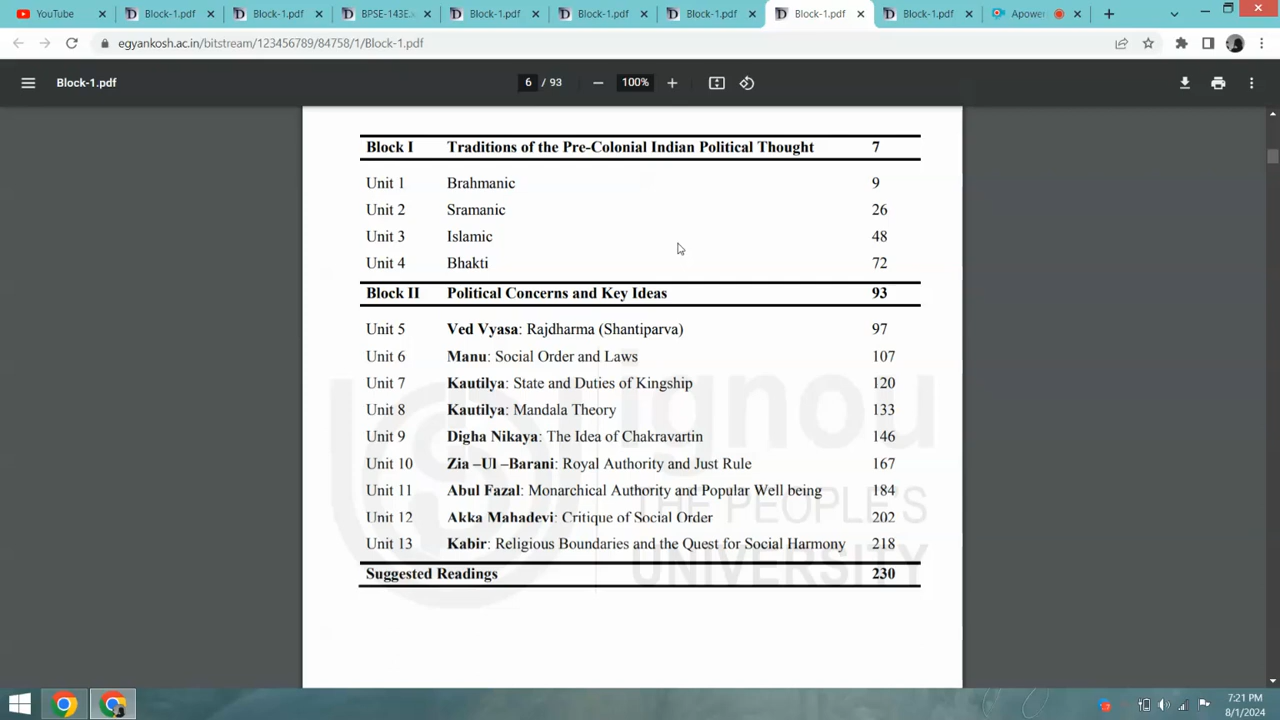 YouTube
Block-1.pdf
Block-1.pdf
BPSE-143Ex
Block-1.pdf
Block-1.pdf
Block-1.pdf
Block-1.pdf
Block-1.pdf
Apower
egyankosh.ac.in/bitstream/123456789/84758/1/Block-1.pdf
Block-1.pdf
6 / 93
100%
Block I Traditions of the Pre-Colonial Indian Political Thought 7
Unit 1 Brahmanic 9
Unit 2 Sramanic 26
Unit 3 Islamic 48
Unit 4 Bhakti 72
Block II Political Concerns and Key Ideas 93
Unit 5 Ved Vyasa: Rajdharma (Shantiparva) 97
Unit 6 Manu: Social Order and Laws 107
Unit 7 Kautilya: State and Duties of Kingship 120
Unit 8 Kautilya: Mandala Theory 133
Unit 9 Digha Nikaya: The Idea of Chakravartin 146
Unit 10 Zia –Ul –Barani: Royal Authority and Just Rule 167
Unit 11 Abul Fazal: Monarchical Authority and Popular Well being 184
Unit 12 Akka Mahadevi: Critique of Social Order 202
Unit 13 Kabir: Religious Boundaries and the Quest for Social Harmony 218
Suggested Readings 230
ignou
THE PEOPLE'S
UNIVERSITY
7:21 PM
8/1/2024